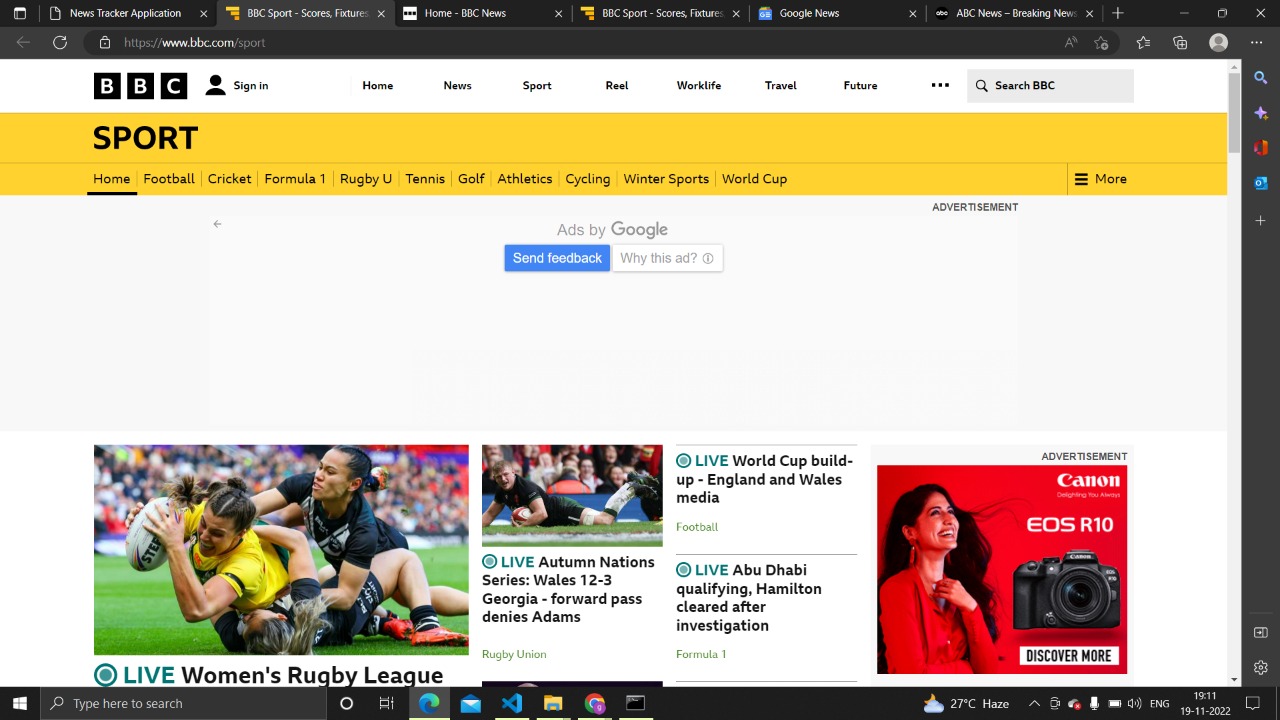 News Tracker Application
BBC Sport - Scores, Fixtures
Home - BBC News
BBC Sport - Scores, Fixtures
Google News
abc
ABC News – Breaking News
https://www.bbc.com/sport
BBC
Sign in
Home
News
Sport
Reel
Worklife
Travel
Future
Search BBC
SPORT
Home
Football
Cricket
Formula 1
Rugby U
Tennis
Golf
Athletics
Cycling
Winter Sports
World Cup
More
ADVERTISEMENT
Ads by Google
Send feedback
Why this ad?
LIVE Women's Rugby League
LIVE Autumn Nations
Series: Wales 12-3
Georgia - forward pass
denies Adams
Rugby Union
LIVE World Cup build-
up - England and Wales
media
Football
LIVE Abu Dhabi
qualifying, Hamilton
cleared after
investigation
Formula 1
ADVERTISEMENT
Canon
Delighting You Always
EOS R10
DISCOVER MORE
Type here to search
27°C Haze
ENG
19:11
19-11-2022